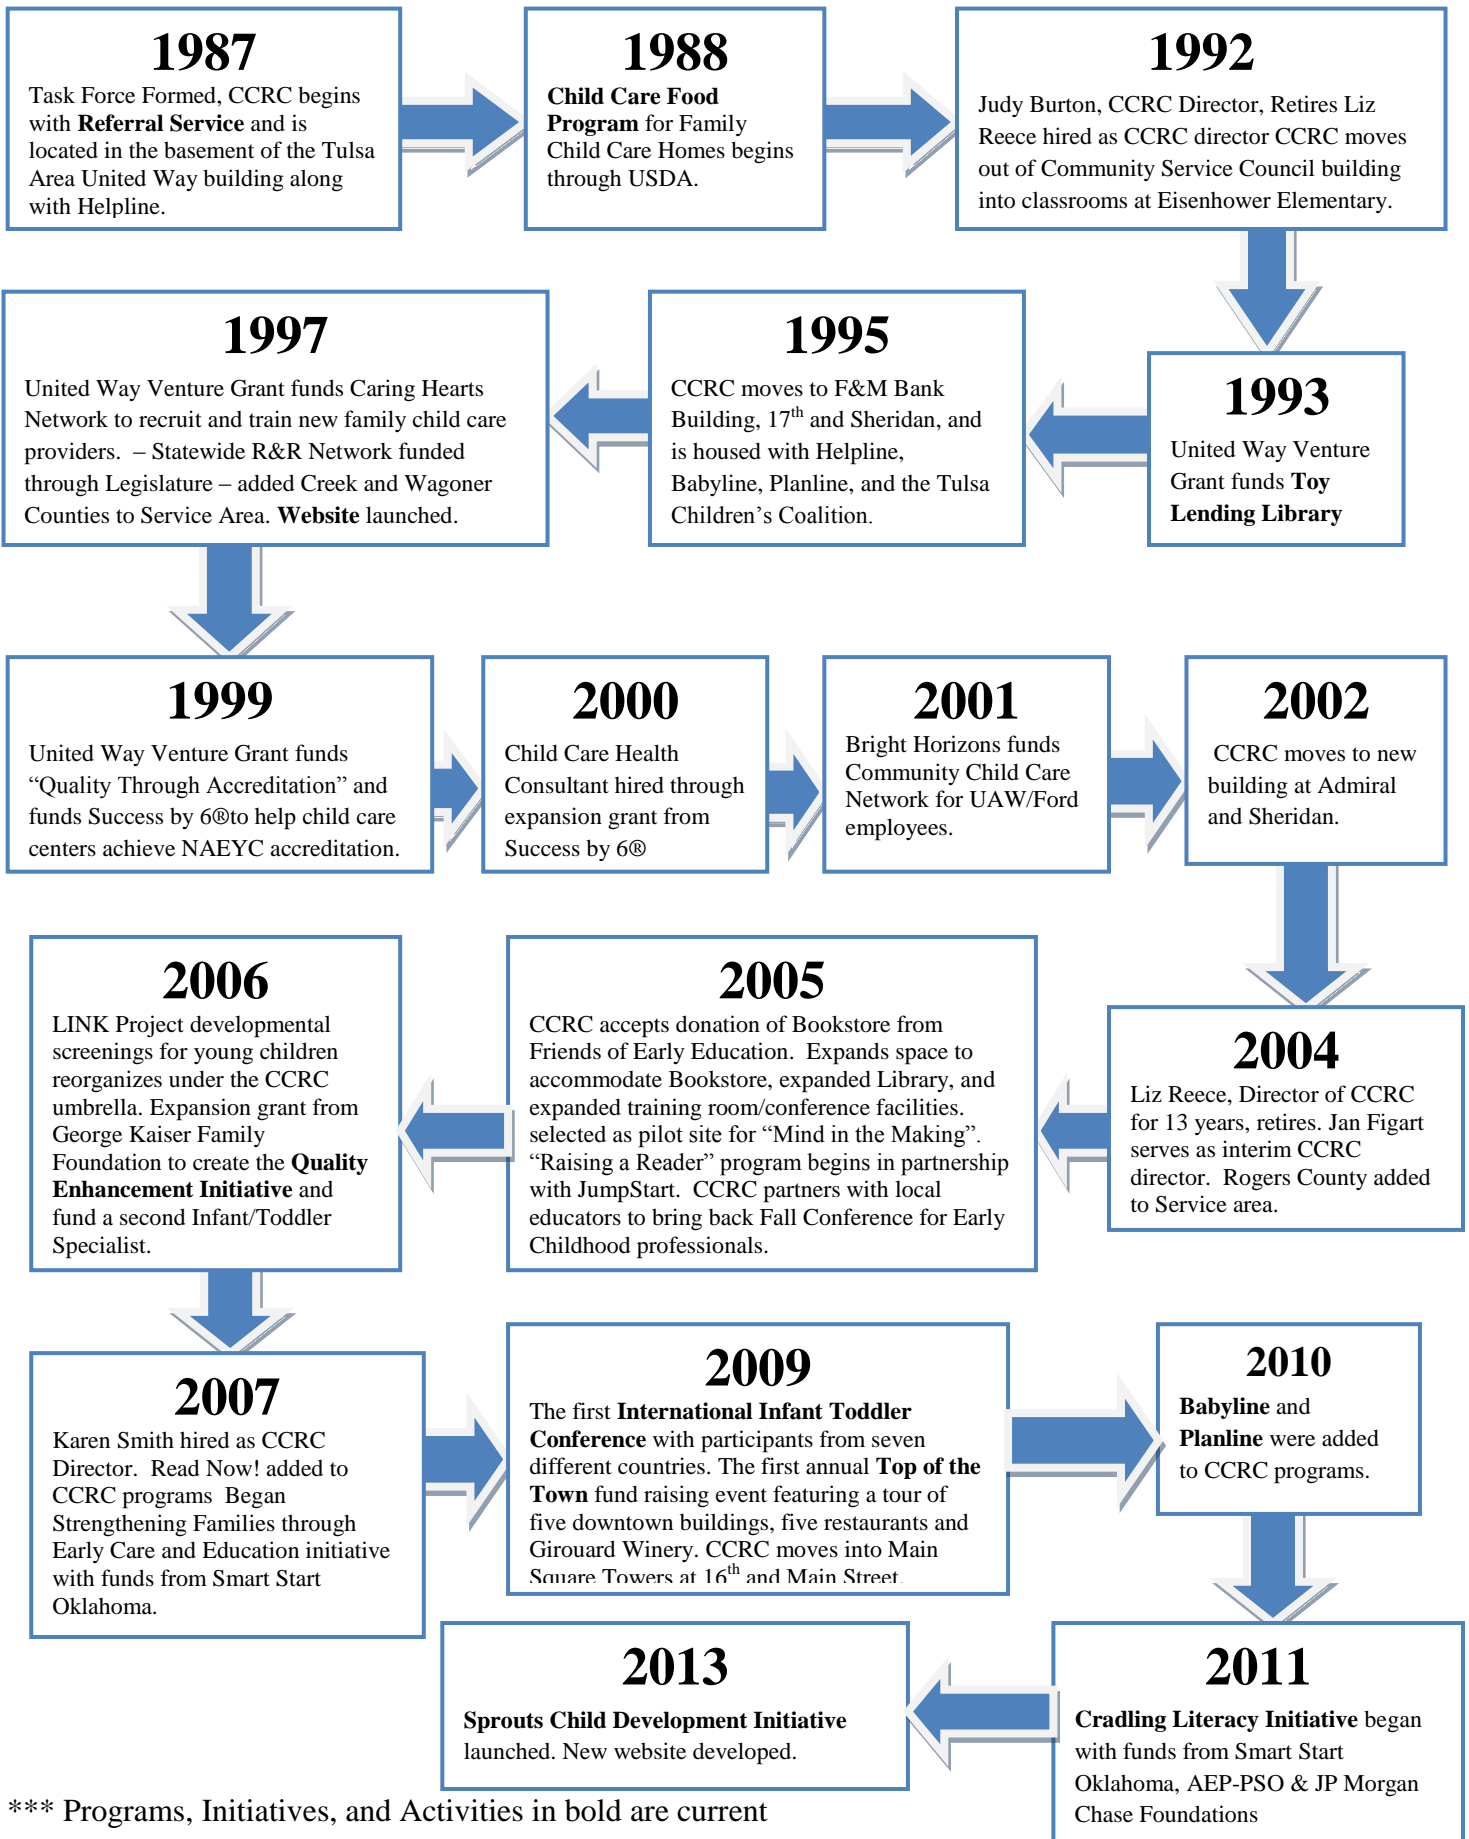 1987
Task Force Formed, CCRC begins
with Referral Service and is
located in the basement of the Tulsa
Area United Way building along
with Helpline.
1988
Child Care Food
Program for Family
Child Care Homes begins
through USDA.
1992
Judy Burton, CCRC Director, Retires Liz
Reece hired as CCRC director CCRC moves
out of Community Service Council building
into classrooms at Eisenhower Elementary.
1993
United Way Venture
Grant funds Toy
Lending Library
1995
CCRC moves to F&M Bank
Building, 17th and Sheridan, and
is housed with Helpline,
Babyline, Planline, and the Tulsa
Children’s Coalition.
1997
United Way Venture Grant funds Caring Hearts
Network to recruit and train new family child care
providers.  – Statewide R&R Network funded
through Legislature – added Creek and Wagoner
Counties to Service Area. Website launched.
1999
United Way Venture Grant funds
“Quality Through Accreditation” and
funds Success by 6®to help child care
centers achieve NAEYC accreditation.
2000
Child Care Health
Consultant hired through
expansion grant from
Success by 6®
2001
Bright Horizons funds
Community Child Care
Network for UAW/Ford
employees.
2002
CCRC moves to new
building at Admiral
and Sheridan.
2004
Liz Reece, Director of CCRC
for 13 years, retires. Jan Figart
serves as interim CCRC
director.  Rogers County added
to Service area.
2005
CCRC accepts donation of Bookstore from
Friends of Early Education.  Expands space to
accommodate Bookstore, expanded Library, and
expanded training room/conference facilities.
selected as pilot site for “Mind in the Making”.
“Raising a Reader” program begins in partnership
with JumpStart.  CCRC partners with local
educators to bring back Fall Conference for Early
Childhood professionals.
2006
LINK Project developmental
screenings for young children
reorganizes under the CCRC
umbrella. Expansion grant from
George Kaiser Family
Foundation to create the Quality
Enhancement Initiative and
fund a second Infant/Toddler
Specialist.
2007
Karen Smith hired as CCRC
Director.  Read Now! added to
CCRC programs  Began
Strengthening Families through
Early Care and Education initiative
with funds from Smart Start
Oklahoma.
2009
The first International Infant Toddler
Conference with participants from seven
different countries. The first annual Top of the
Town fund raising event featuring a tour of
five downtown buildings, five restaurants and
Girouard Winery. CCRC moves into Main
Square Towers at 16th and Main Street.
2010
Babyline and
Planline were added
to CCRC programs.
2011
Cradling Literacy Initiative began
with funds from Smart Start
Oklahoma, AEP-PSO & JP Morgan
Chase Foundations
2013
Sprouts Child Development Initiative
launched. New website developed.
*** Programs, Initiatives, and Activities in bold are current